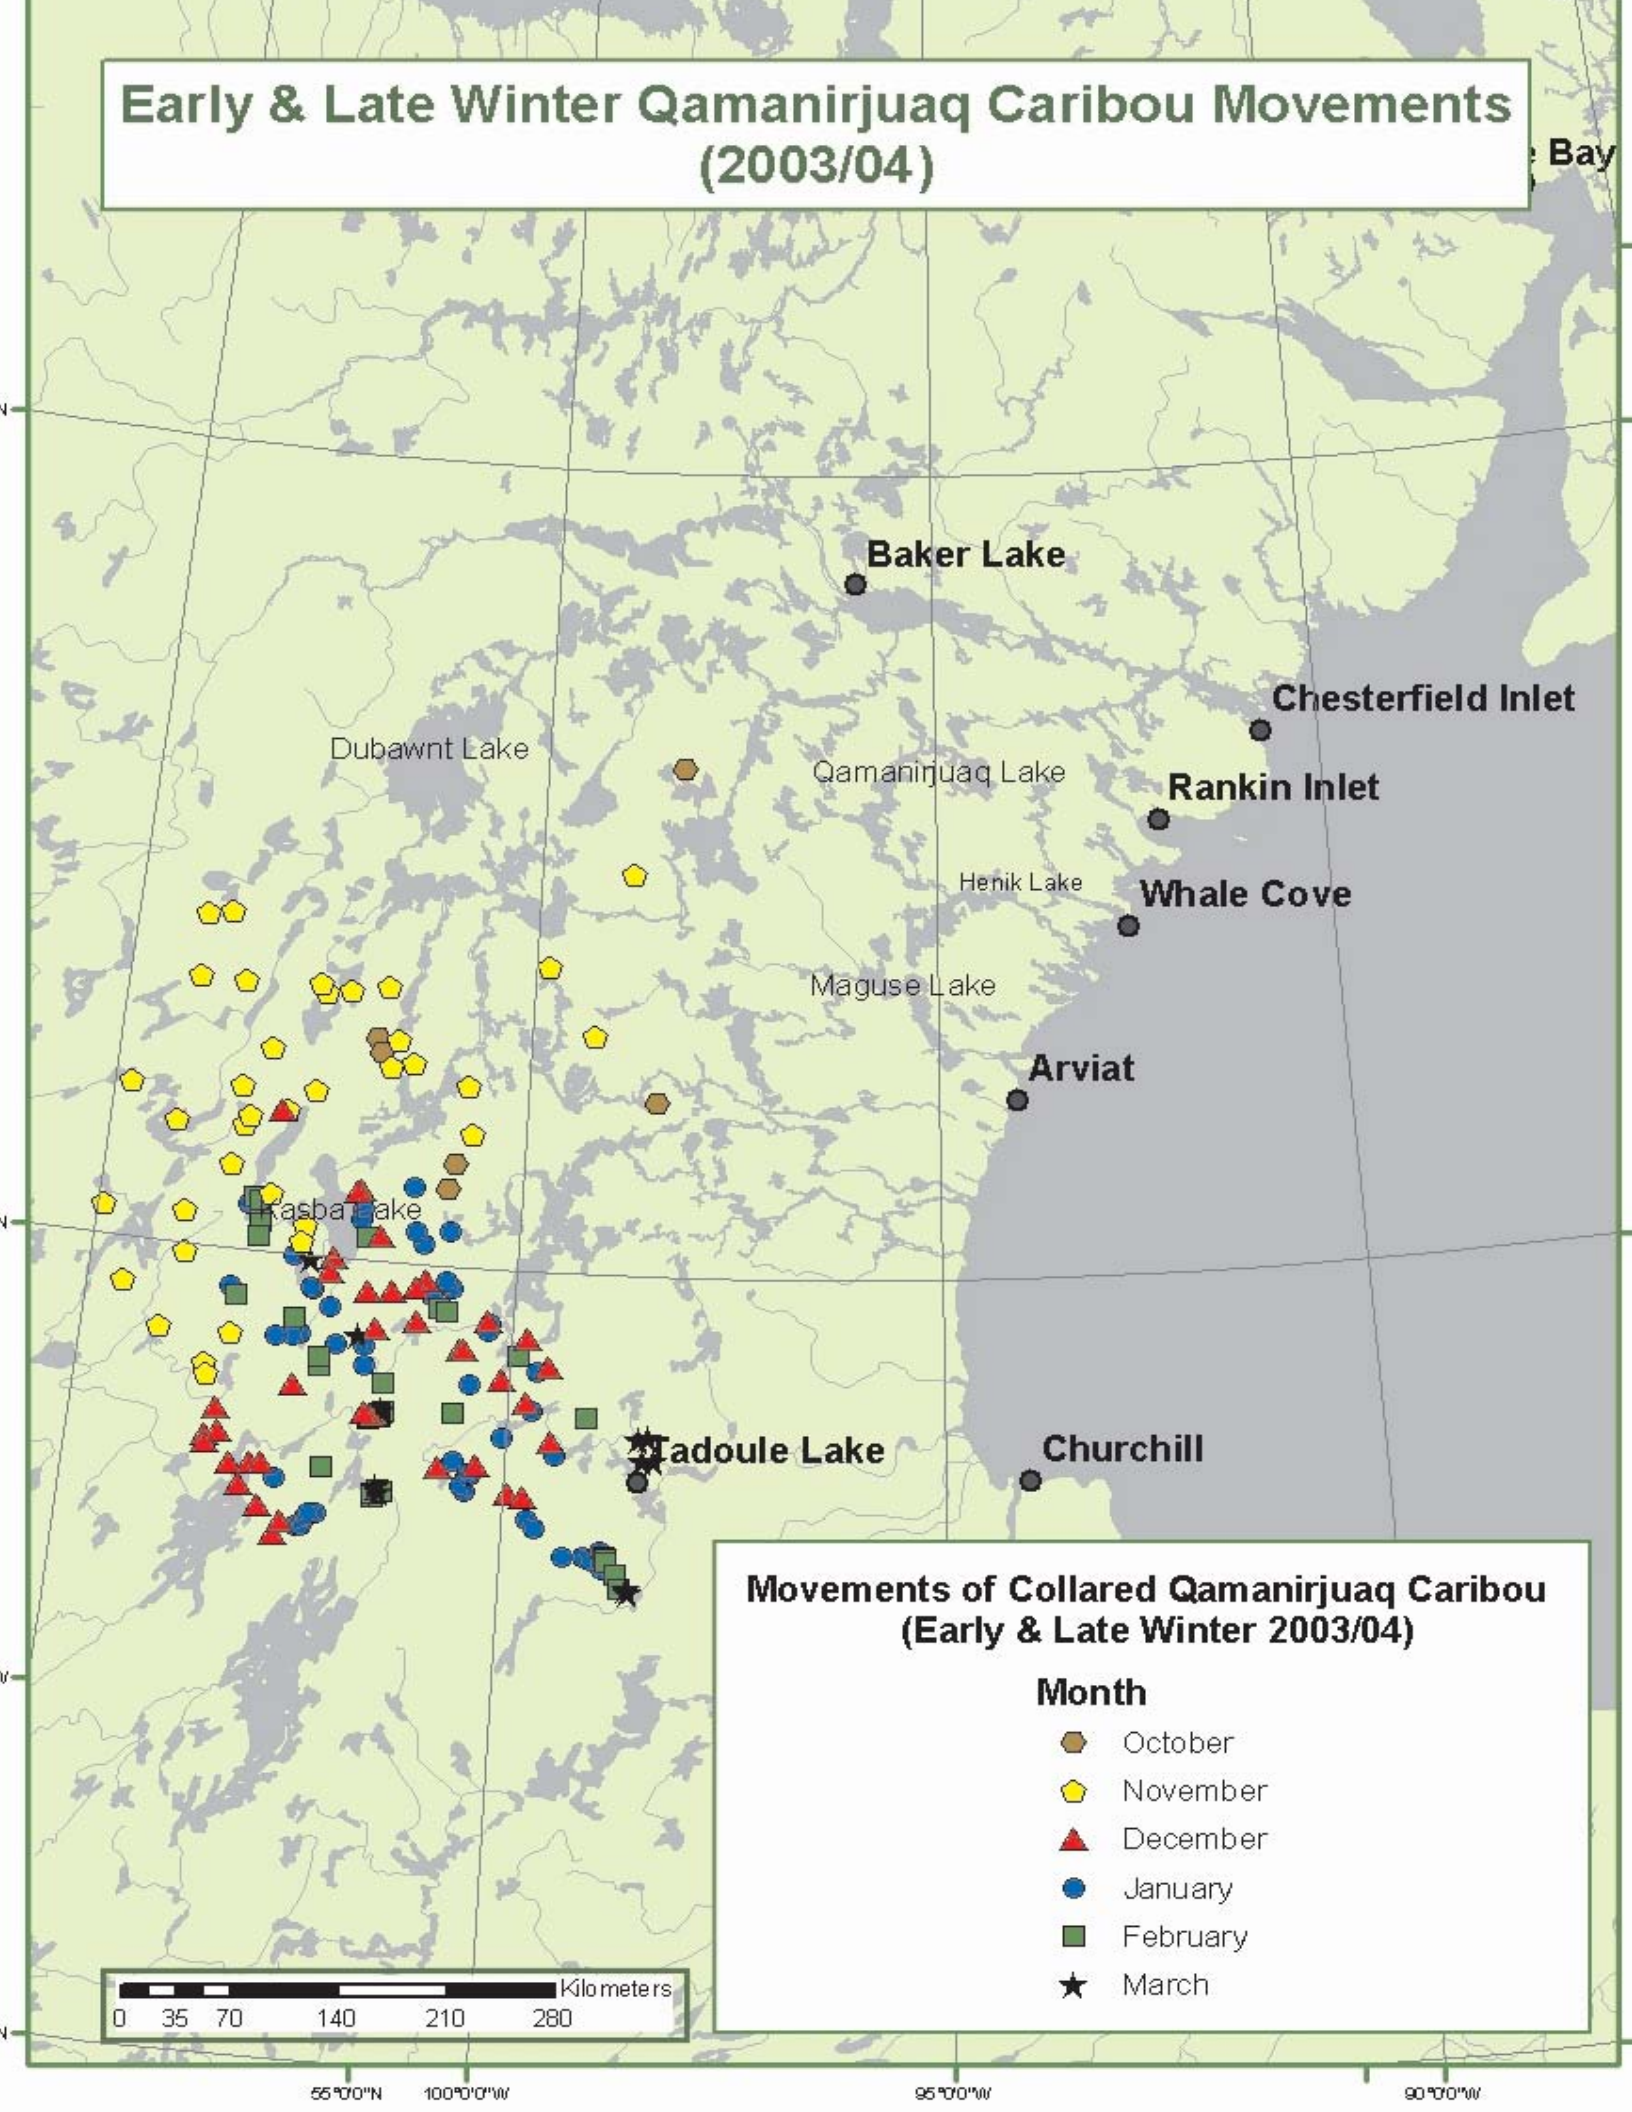 Early & Late Winter Qamanirjuaq Caribou Movements
(2003/04)
Bay
Baker Lake
Chesterfield Inlet
Dubawnt Lake
Qamanirjuaq Lake
Rankin Inlet
Henik Lake
Whale Cove
Maguse Lake
Arviat
Kasba Lake
Tadoule Lake
Churchill
Movements of Collared Qamanirjuaq Caribou
(Early & Late Winter 2003/04)
Month
October
November
December
January
February
March
Kilometers
0 35 70 140 210 280
55°0'0"N 100°0'0"W 95°0'0"W 90°0'0"W